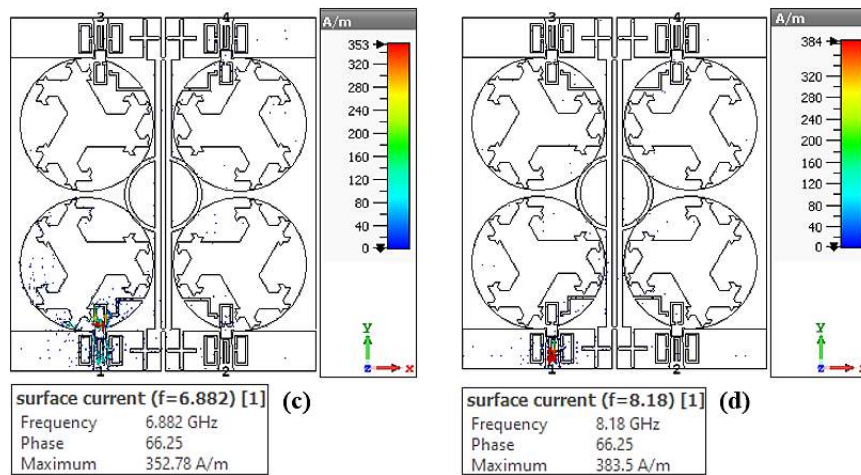 3 4
1 2
A/m
353
320
280
240
200
160
120
80
40
0
y
z x
surface current (f=6.882) [1]
Frequency 6.882 GHz
Phase 66.25
Maximum 352.78 A/m
(c)
3 4
1 2
A/m
384
320
280
240
200
160
120
80
40
0
y
z
surface current (f=8.18) [1]
Frequency 8.18 GHz
Phase 66.25
Maximum 383.5 A/m
(d)